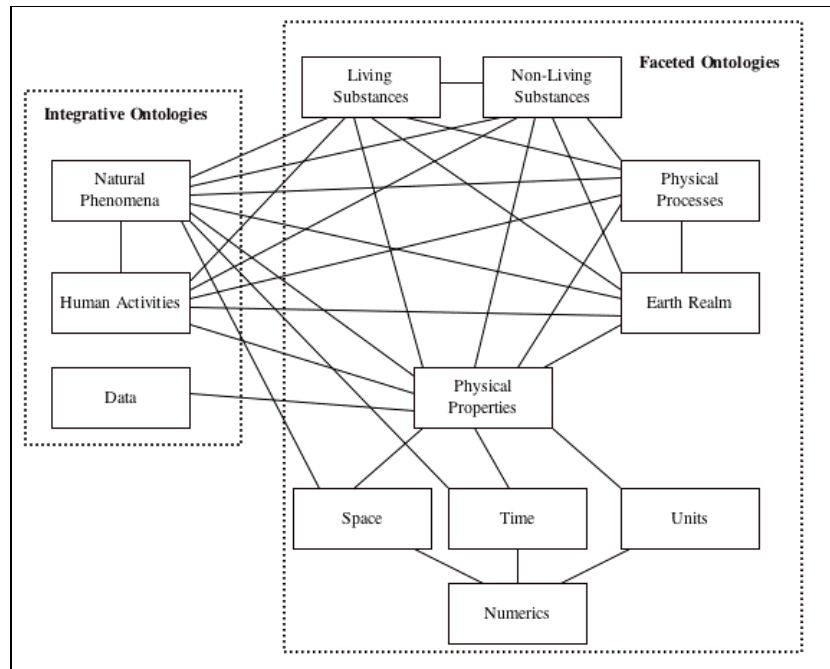 Faceted Ontologies
Living
Substances
Non-Living
Substances
Integrative Ontologies
Natural
Phenomena
Physical
Processes
Human Activities
Earth Realm
Data
Physical
Properties
Space
Time
Units
Numerics